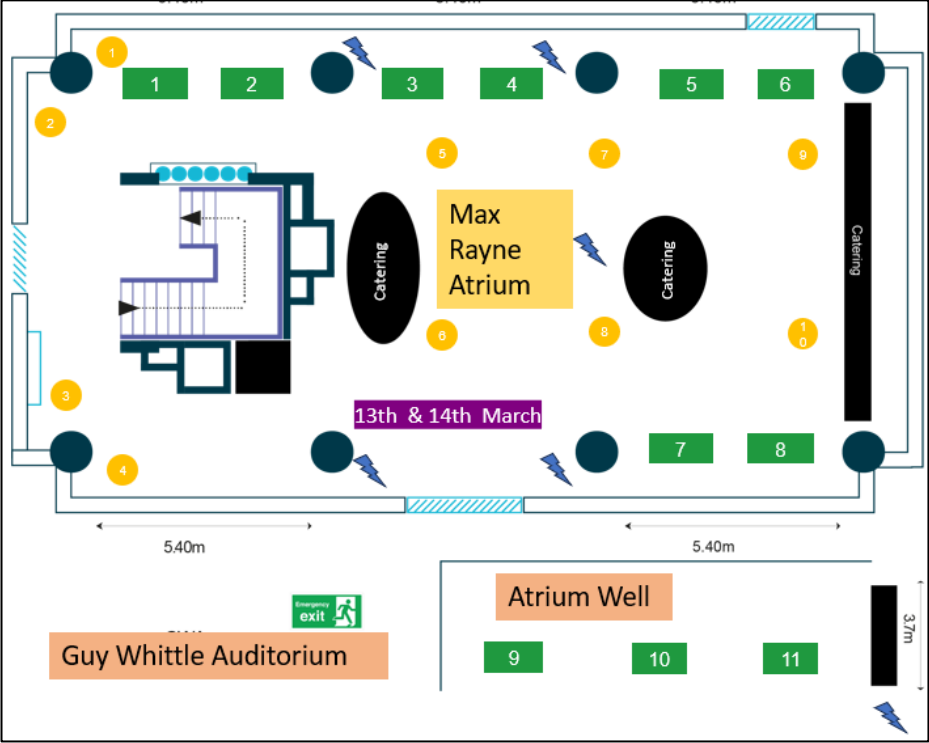 1
1 2 3 4 5 6
2
5 7 9
Max
Rayne
Atrium
Catering
Catering
Catering
6 8 10
3
13th & 14th March
4
7 8
5.40m
5.40m
Emergency
exit
Atrium Well
3.7m
Guy Whittle Auditorium
9 10 11